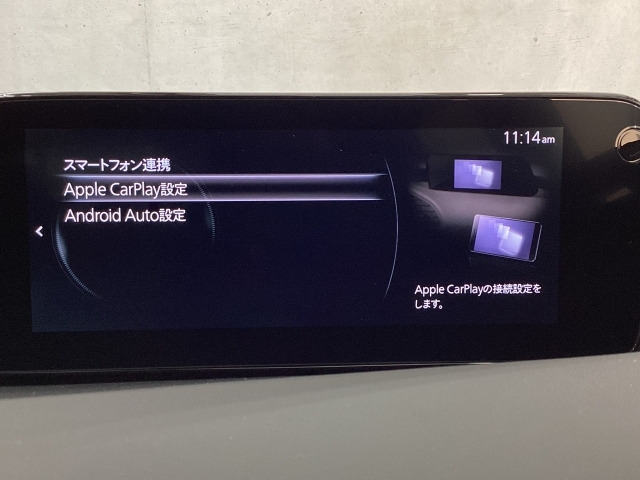 11:14am
スマートフォン連携
Apple CarPlay設定
Android Auto設定
Apple CarPlayの接続設定を
します。